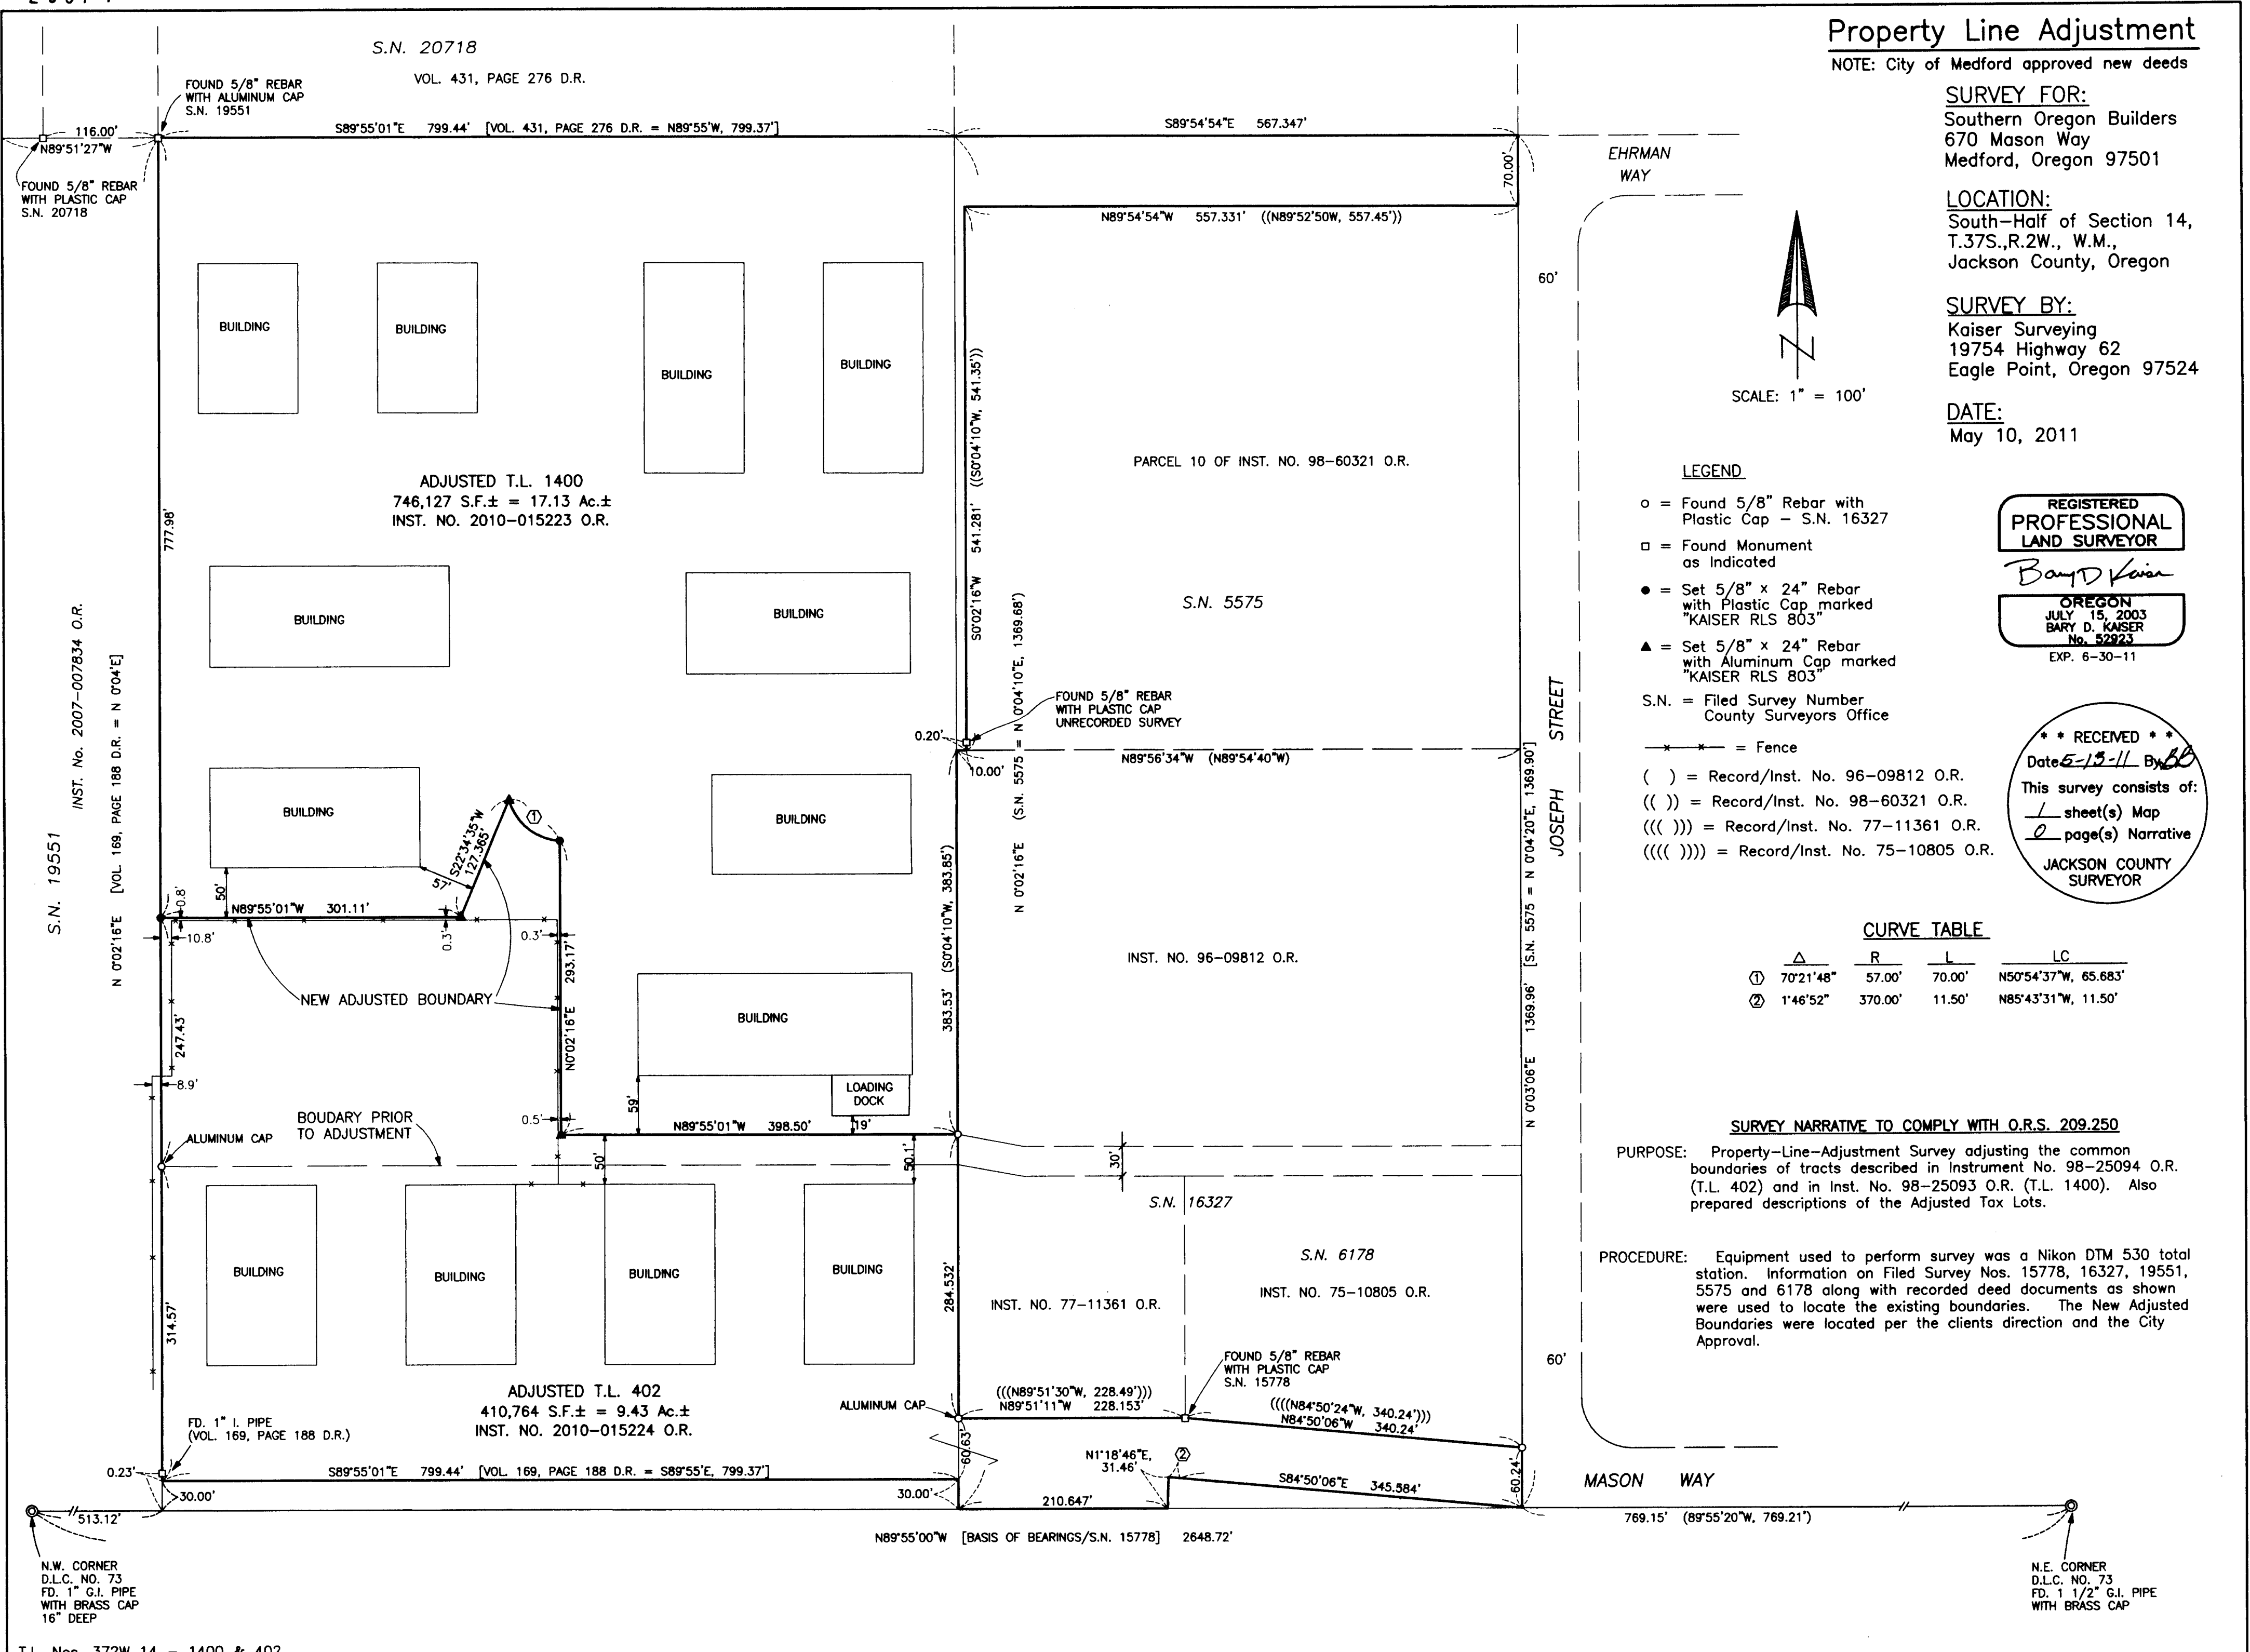 Property Line Adjustment
NOTE: City of Medford approved new deeds
SURVEY FOR:
Southern Oregon Builders
670 Mason Way
Medford, Oregon 97501
LOCATION:
South-Half of Section 14,
T.37S.,R.2W., W.M.,
Jackson County, Oregon
SURVEY BY:
Kaiser Surveying
19754 Highway 62
Eagle Point, Oregon 97524
DATE:
May 10, 2011
S.N. 20718
VOL. 431, PAGE 276 D.R.
FOUND 5/8" REBAR
WITH ALUMINUM CAP
S.N. 19551
116.00'
N89°51'27"W
FOUND 5/8" REBAR
WITH PLASTIC CAP
S.N. 20718
S89°55'01"E 799.44' [VOL. 431, PAGE 276 D.R. = N89°55'W, 799.37']
S89°54'54"E 567.347'
70.00'
N89°54'54"W 557.331' ((N89°52'50W, 557.45'))
EHRMAN
WAY
60'
N
SCALE: 1" = 100'
BUILDING
BUILDING
BUILDING
BUILDING
ADJUSTED T.L. 1400
746,127 S.F.± = 17.13 Ac.±
INST. NO. 2010-015223 O.R.
777.98'
BUILDING
BUILDING
BUILDING
BUILDING
S.N. 19551
INST. No. 2007-007834 O.R.
N 0°02'16"E [VOL. 169, PAGE 188 D.R. = N 0°04'E]
S0°02'16"W 541.281' ((S0°04'10"W, 541.35'))
N 0°02'16"E (S.N. 5575 = N 0°04'10"E, 1369.68')
PARCEL 10 OF INST. NO. 98-60321 O.R.
S.N. 5575
FOUND 5/8" REBAR
WITH PLASTIC CAP
UNRECORDED SURVEY
0.20'
10.00'
N89°56'34"W (N89°54'40"W)
INST. NO. 96-09812 O.R.
383.53' (S0°04'10"W, 383.85')
N 0°03'06"E 1369.96' [S.N. 5575 = N 0°04'20"E, 1369.90']
JOSEPH STREET
1
S22°34'35"W
127.365'
57'
50'
0.8'
N89°55'01"W 301.11'
10.8'
0.3'
0.3'
293.17'
N0°02'16"E
NEW ADJUSTED BOUNDARY
247.43'
8.9'
BUILDING
LOADING
DOCK
59'
19'
0.5'
N89°55'01"W 398.50'
BOUDARY PRIOR
TO ADJUSTMENT
ALUMINUM CAP
50'
50.1'
30'
S.N. 16327
S.N. 6178
INST. NO. 77-11361 O.R.
INST. NO. 75-10805 O.R.
BUILDING
BUILDING
BUILDING
BUILDING
314.57'
284.532'
ADJUSTED T.L. 402
410,764 S.F.± = 9.43 Ac.±
INST. NO. 2010-015224 O.R.
ALUMINUM CAP
FD. 1" I. PIPE
(VOL. 169, PAGE 188 D.R.)
0.23'
S89°55'01"E 799.44' [VOL. 169, PAGE 188 D.R. = S89°55'E, 799.37']
30.00'
30.00'
60.63'
(((N89°51'30"W, 228.49')))
N89°51'11"W 228.153'
FOUND 5/8" REBAR
WITH PLASTIC CAP
S.N. 15778
((((N84°50'24"W, 340.24')))
N84°50'06"W 340.24'
N1°18'46"E,
31.46'
2
S84°50'06"E 345.584'
60.24'
60'
MASON WAY
210.647'
513.12'
769.15' (89°55'20"W, 769.21')
N89°55'00"W [BASIS OF BEARINGS/S.N. 15778] 2648.72'
N.W. CORNER
D.L.C. NO. 73
FD. 1" G.I. PIPE
WITH BRASS CAP
16" DEEP
N.E. CORNER
D.L.C. NO. 73
FD. 1 1/2" G.I. PIPE
WITH BRASS CAP
LEGEND
o = Found 5/8" Rebar with
Plastic Cap - S.N. 16327
□ = Found Monument
as Indicated
● = Set 5/8" x 24" Rebar
with Plastic Cap marked
"KAISER RLS 803"
▲ = Set 5/8" x 24" Rebar
with Aluminum Cap marked
"KAISER RLS 803"
S.N. = Filed Survey Number
County Surveyors Office
x x = Fence
( ) = Record/Inst. No. 96-09812 O.R.
(( )) = Record/Inst. No. 98-60321 O.R.
((( ))) = Record/Inst. No. 77-11361 O.R.
(((( )))) = Record/Inst. No. 75-10805 O.R.
REGISTERED
PROFESSIONAL
LAND SURVEYOR
Bary D Kaiser
OREGON
JULY 15, 2003
BARY D. KAISER
No. 52923
EXP. 6-30-11
* * RECEIVED * *
Date 5-13-11 By BB
This survey consists of:
1 sheet(s) Map
0 page(s) Narrative
JACKSON COUNTY
SURVEYOR
CURVE TABLE
△ R L LC
1 70°21'48" 57.00' 70.00' N50°54'37"W, 65.683'
2 1°46'52" 370.00' 11.50' N85°43'31"W, 11.50'
SURVEY NARRATIVE TO COMPLY WITH O.R.S. 209.250
PURPOSE: Property-Line-Adjustment Survey adjusting the common
boundaries of tracts described in Instrument No. 98-25094 O.R.
(T.L. 402) and in Inst. No. 98-25093 O.R. (T.L. 1400). Also
prepared descriptions of the Adjusted Tax Lots.
PROCEDURE: Equipment used to perform survey was a Nikon DTM 530 total
station. Information on Filed Survey Nos. 15778, 16327, 19551,
5575 and 6178 along with recorded deed documents as shown
were used to locate the existing boundaries. The New Adjusted
Boundaries were located per the clients direction and the City
Approval.
T.L. Nos. 372W 14 - 1400 & 402